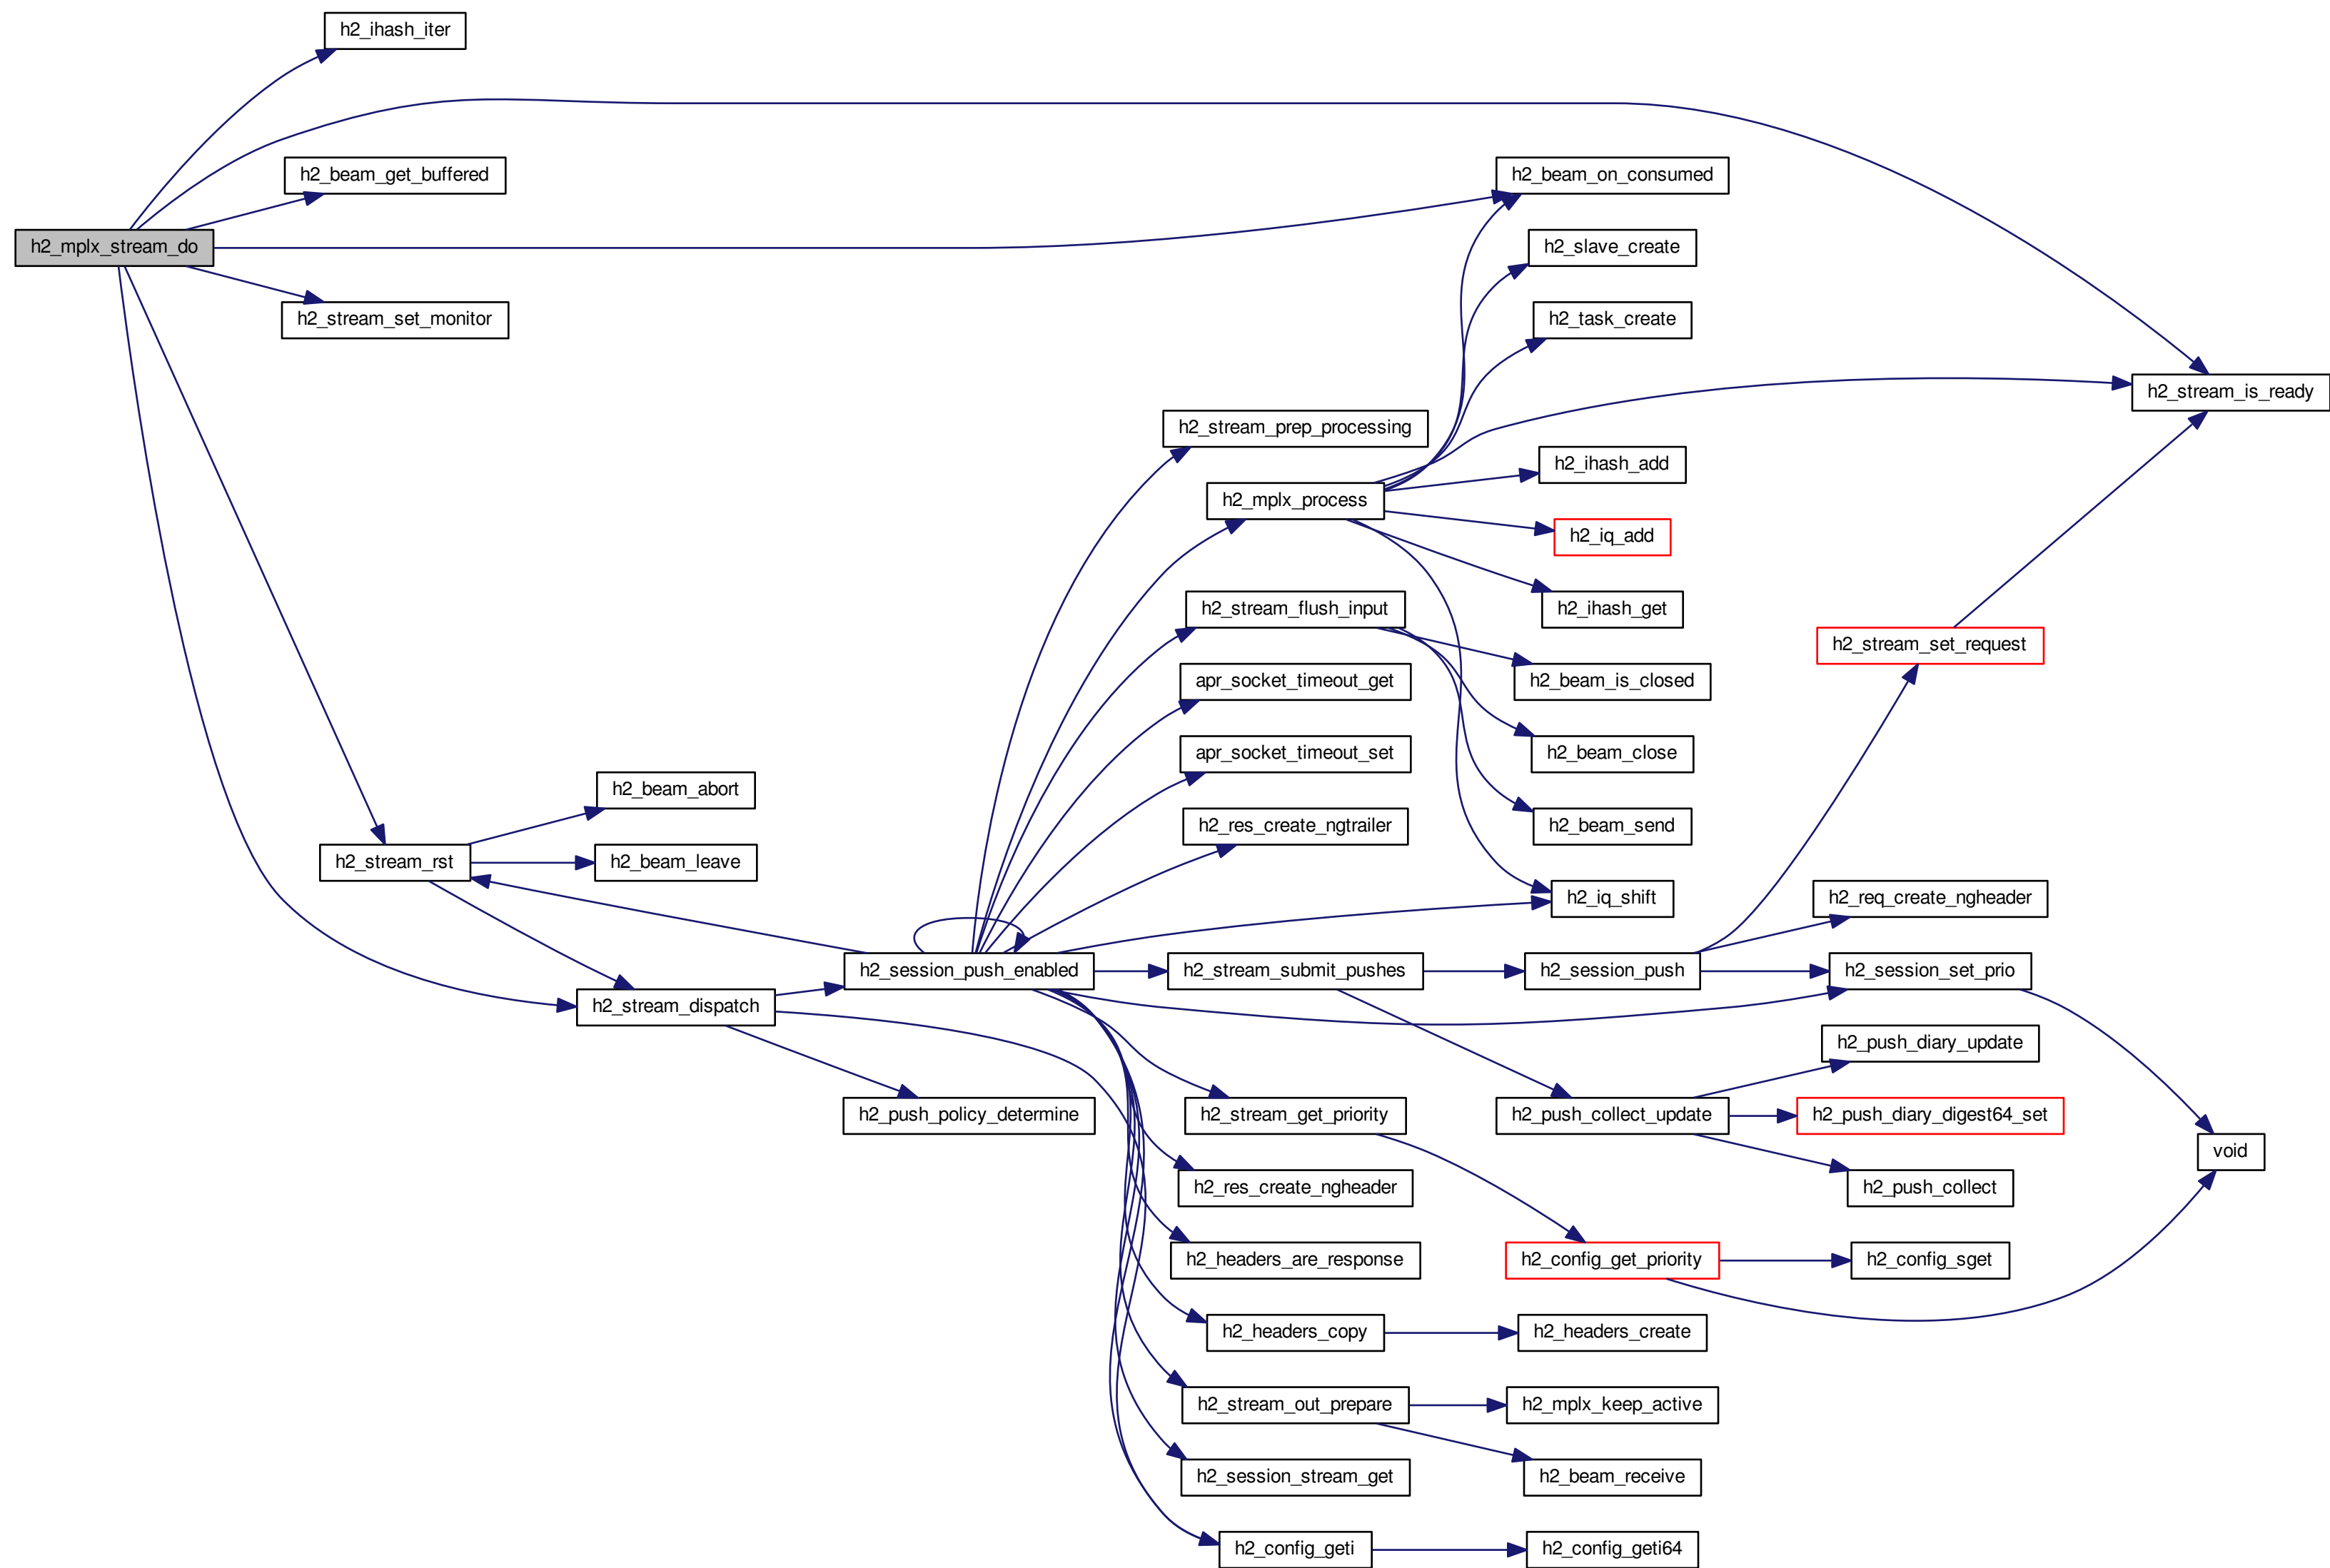 h2_ihash_iter
h2_beam_get_buffered
h2_beam_on_consumed
h2_mplx_stream_do
h2_slave_create
h2_stream_set_monitor
h2_task_create
h2_stream_is_ready
h2_stream_prep_processing
h2_ihash_add
h2_mplx_process
h2_iq_add
h2_stream_flush_input
h2_ihash_get
h2_stream_set_request
apr_socket_timeout_get
h2_beam_is_closed
apr_socket_timeout_set
h2_beam_close
h2_beam_abort
h2_res_create_ngtrailer
h2_beam_send
h2_stream_rst
h2_beam_leave
h2_iq_shift
h2_req_create_ngheader
h2_session_push_enabled
h2_stream_submit_pushes
h2_session_push
h2_session_set_prio
h2_stream_dispatch
h2_push_diary_update
h2_push_policy_determine
h2_stream_get_priority
h2_push_collect_update
h2_push_diary_digest64_set
void
h2_res_create_ngheader
h2_push_collect
h2_headers_are_response
h2_config_get_priority
h2_config_sget
h2_headers_copy
h2_headers_create
h2_stream_out_prepare
h2_mplx_keep_active
h2_session_stream_get
h2_beam_receive
h2_config_geti
h2_config_geti64